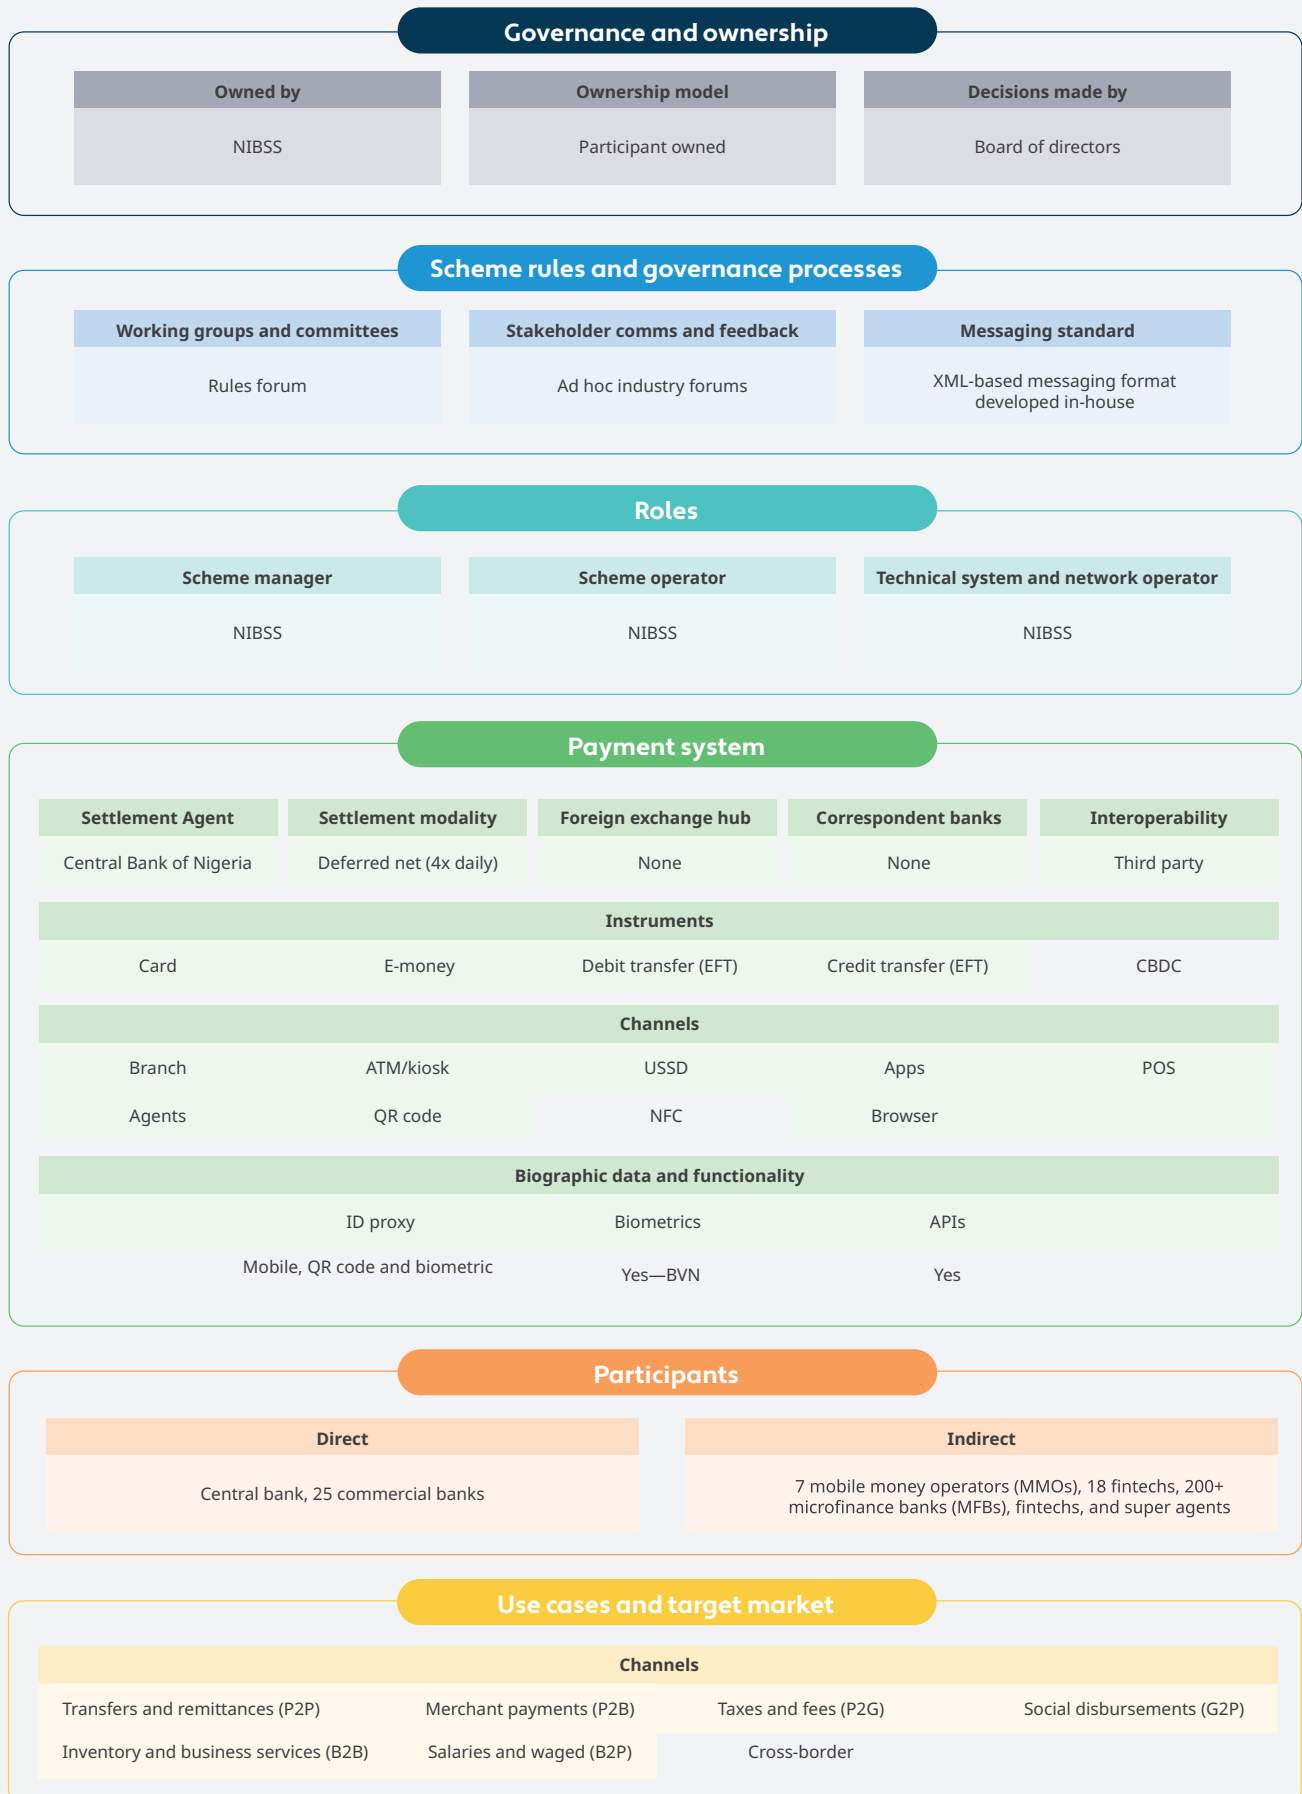 Governance and ownership
Owned by
Ownership model
Decisions made by
NIBSS
Participant owned
Board of directors
Scheme rules and governance processes
Working groups and committees
Stakeholder comms and feedback
Messaging standard
Rules forum
Ad hoc industry forums
XML-based messaging format
developed in-house
Roles
Scheme manager
Scheme operator
Technical system and network operator
NIBSS
NIBSS
NIBSS
Payment system
Settlement Agent
Settlement modality
Foreign exchange hub
Correspondent banks
Interoperability
Central Bank of Nigeria
Deferred net (4x daily)
None
None
Third party
Instruments
Card
E-money
Debit transfer (EFT)
Credit transfer (EFT)
CBDC
Channels
Branch
ATM/kiosk
USSD
Apps
POS
Agents
QR code
NFC
Browser
Biographic data and functionality
ID proxy
Biometrics
APIs
Mobile, QR code and biometric
Yes—BVN
Yes
Participants
Direct
Indirect
Central bank, 25 commercial banks
7 mobile money operators (MMOs), 18 fintechs, 200+
microfinance banks (MFBs), fintechs, and super agents
Use cases and target market
Channels
Transfers and remittances (P2P)
Merchant payments (P2B)
Taxes and fees (P2G)
Social disbursements (G2P)
Inventory and business services (B2B)
Salaries and waged (B2P)
Cross-border